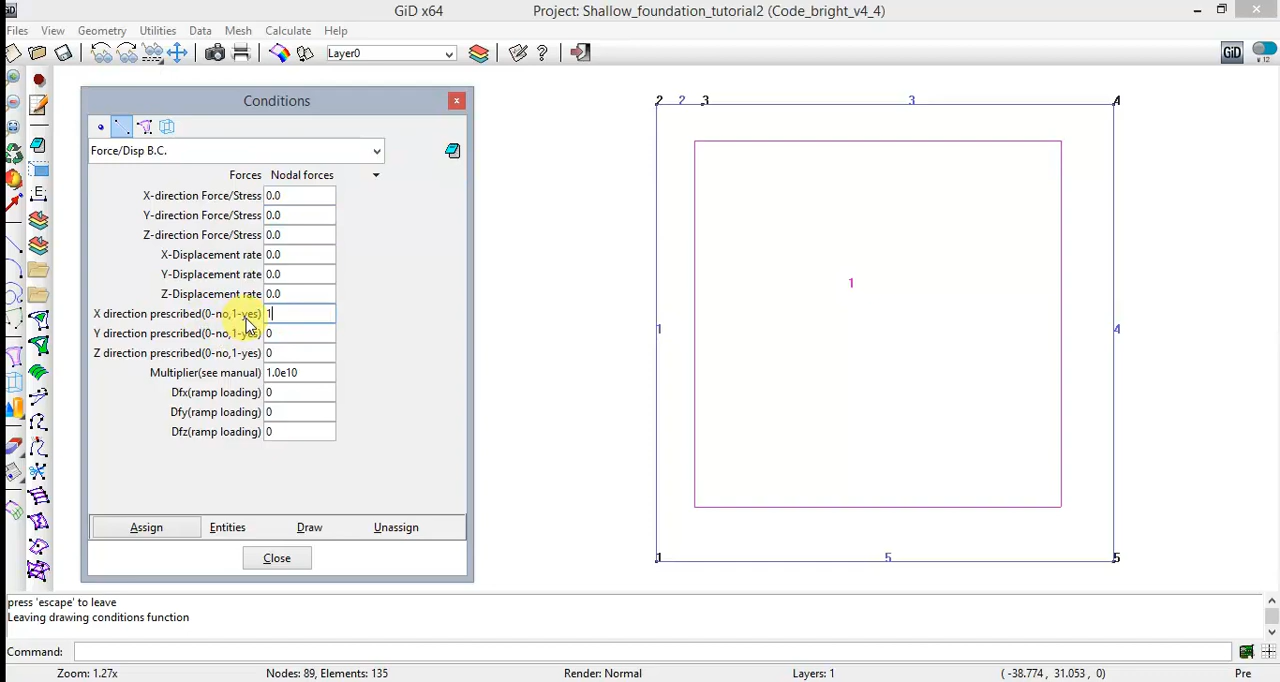 GiD
GiD x64
Project: Shallow_foundation_tutorial2 (Code_bright_v4_4)
Files View Geometry Utilities Data Mesh Calculate Help
Layer0
GiD
v 12
Conditions
x
Force/Disp B.C.
Forces Nodal forces
X-direction Force/Stress 0.0
Y-direction Force/Stress 0.0
Z-direction Force/Stress 0.0
X-Displacement rate 0.0
Y-Displacement rate 0.0
Z-Displacement rate 0.0
X direction prescribed(0-no,1-yes) 1
Y direction prescribed(0-no,1-yes) 0
Z direction prescribed(0-no,1-yes) 0
Multiplier(see manual) 1.0e10
Dfx(ramp loading) 0
Dfy(ramp loading) 0
Dfz(ramp loading) 0
Assign Entities Draw Unassign
Close
.E.
2 2 3 3 4
1
1 4
1 5 5
press 'escape' to leave
Leaving drawing conditions function
Command:
Zoom: 1.27x Nodes: 89, Elements: 135 Render: Normal Layers: 1 (-38.774 , 31.053 , 0) Pre